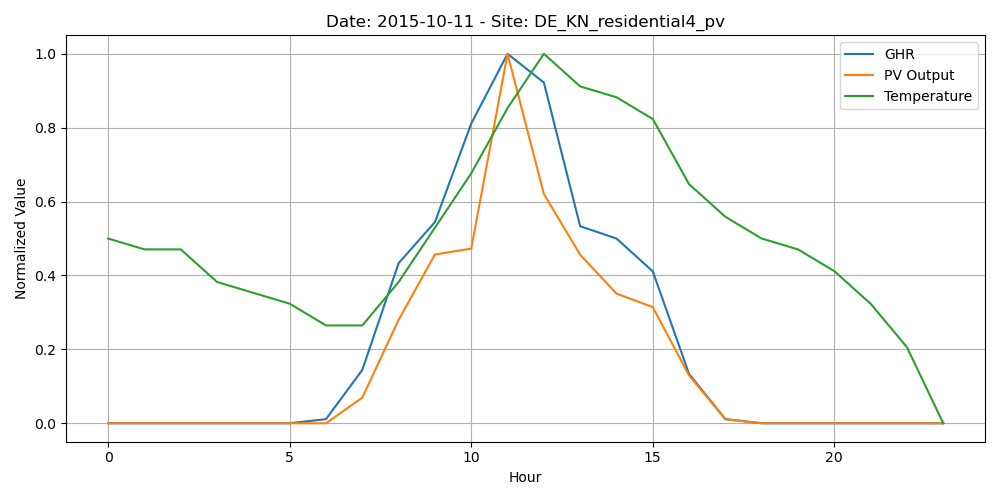 Date: 2015-10-11 - Site: DE_KN_residential4_pv
GHR
PV Output
Temperature
Normalized Value
1.0
0.8
0.6
0.4
0.2
0.0
0 5 10 15 20
Hour